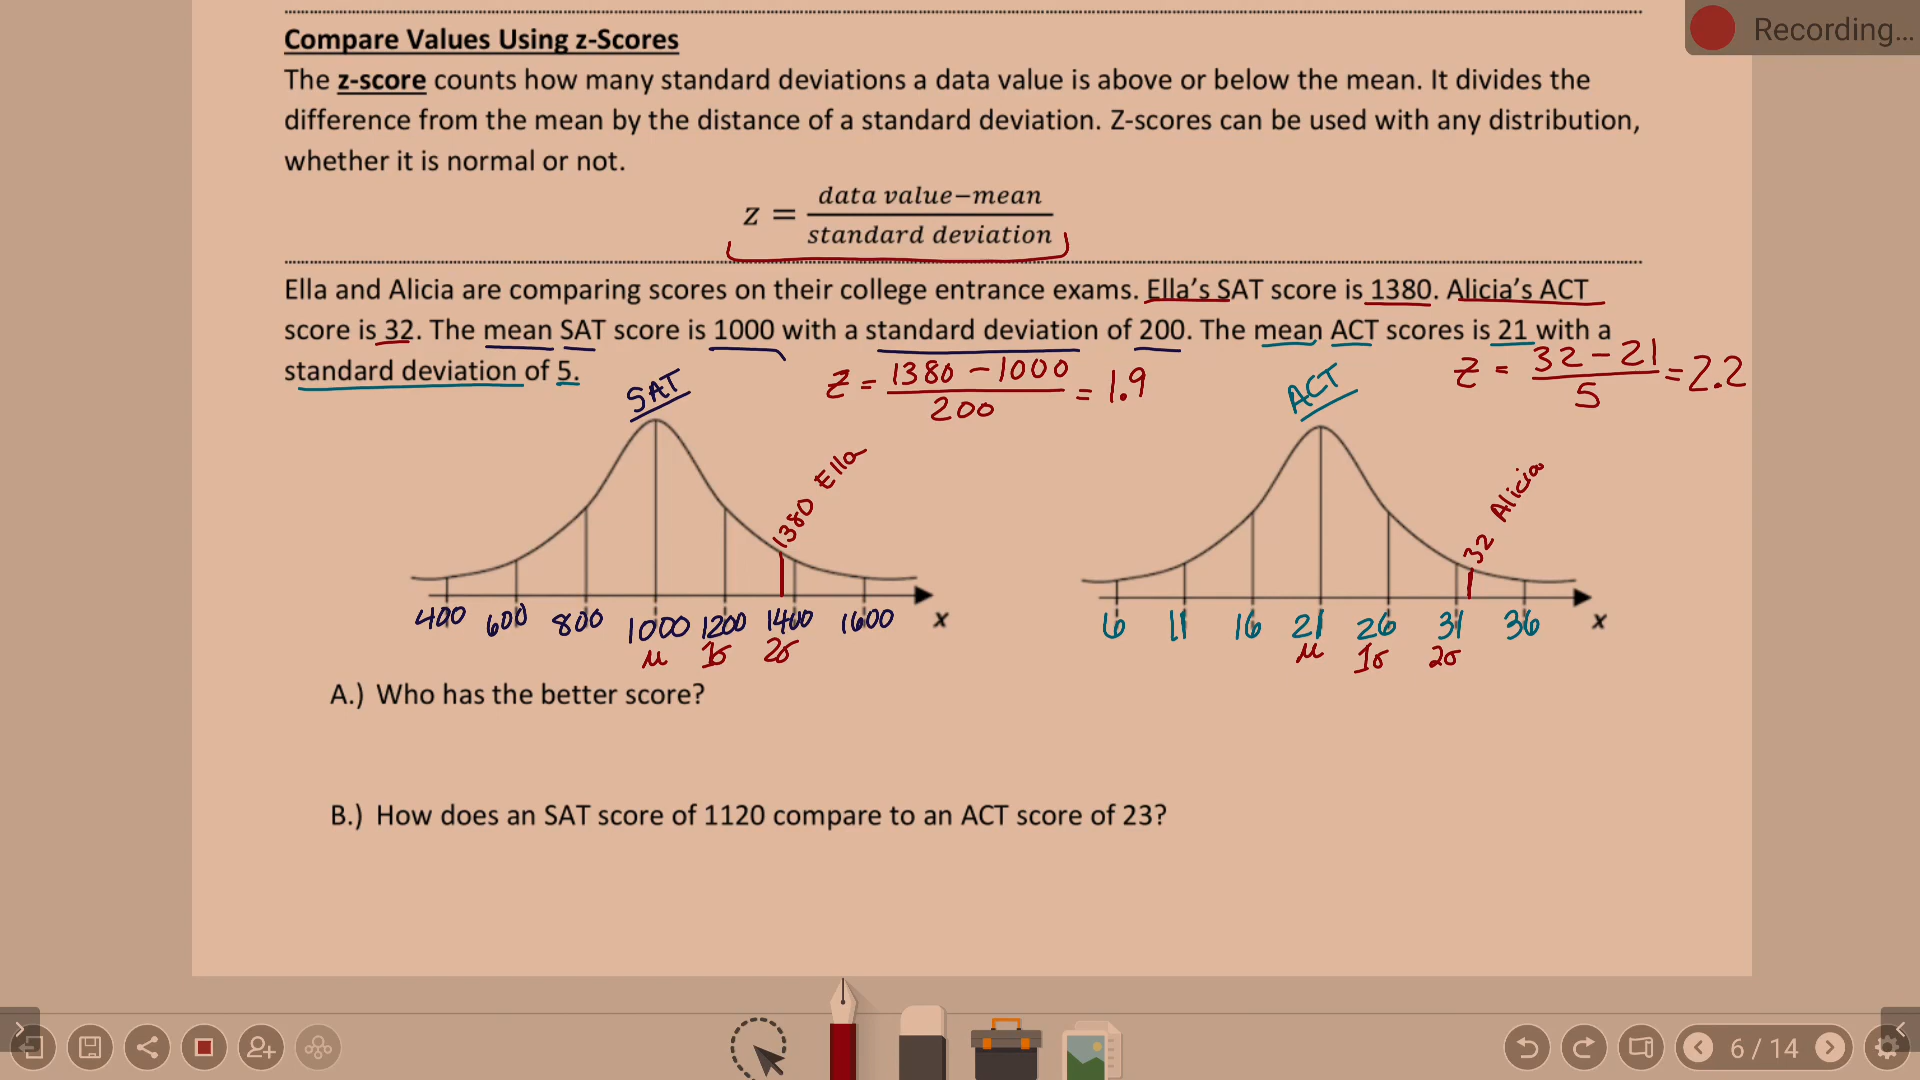 Recording...
Compare Values Using z-Scores
The z-score counts how many standard deviations a data value is above or below the mean. It divides the
difference from the mean by the distance of a standard deviation. Z-scores can be used with any distribution,
whether it is normal or not.
z = data value−mean / standard deviation
Ella and Alicia are comparing scores on their college entrance exams. Ella's SAT score is 1380. Alicia's ACT
score is 32. The mean SAT score is 1000 with a standard deviation of 200. The mean ACT scores is 21 with a
standard deviation of 5.
SAT
z = 1380 − 1000 / 200 = 1.9
ACT
z = 32 − 21 / 5 = 2.2
1380 Ella
32 Alicia
400 600 800 1000 1200 1400 1600 x
μ 1σ 2σ
6 11 16 21 26 31 36 x
μ 1σ 2σ
A.) Who has the better score?
B.) How does an SAT score of 1120 compare to an ACT score of 23?
6 / 14